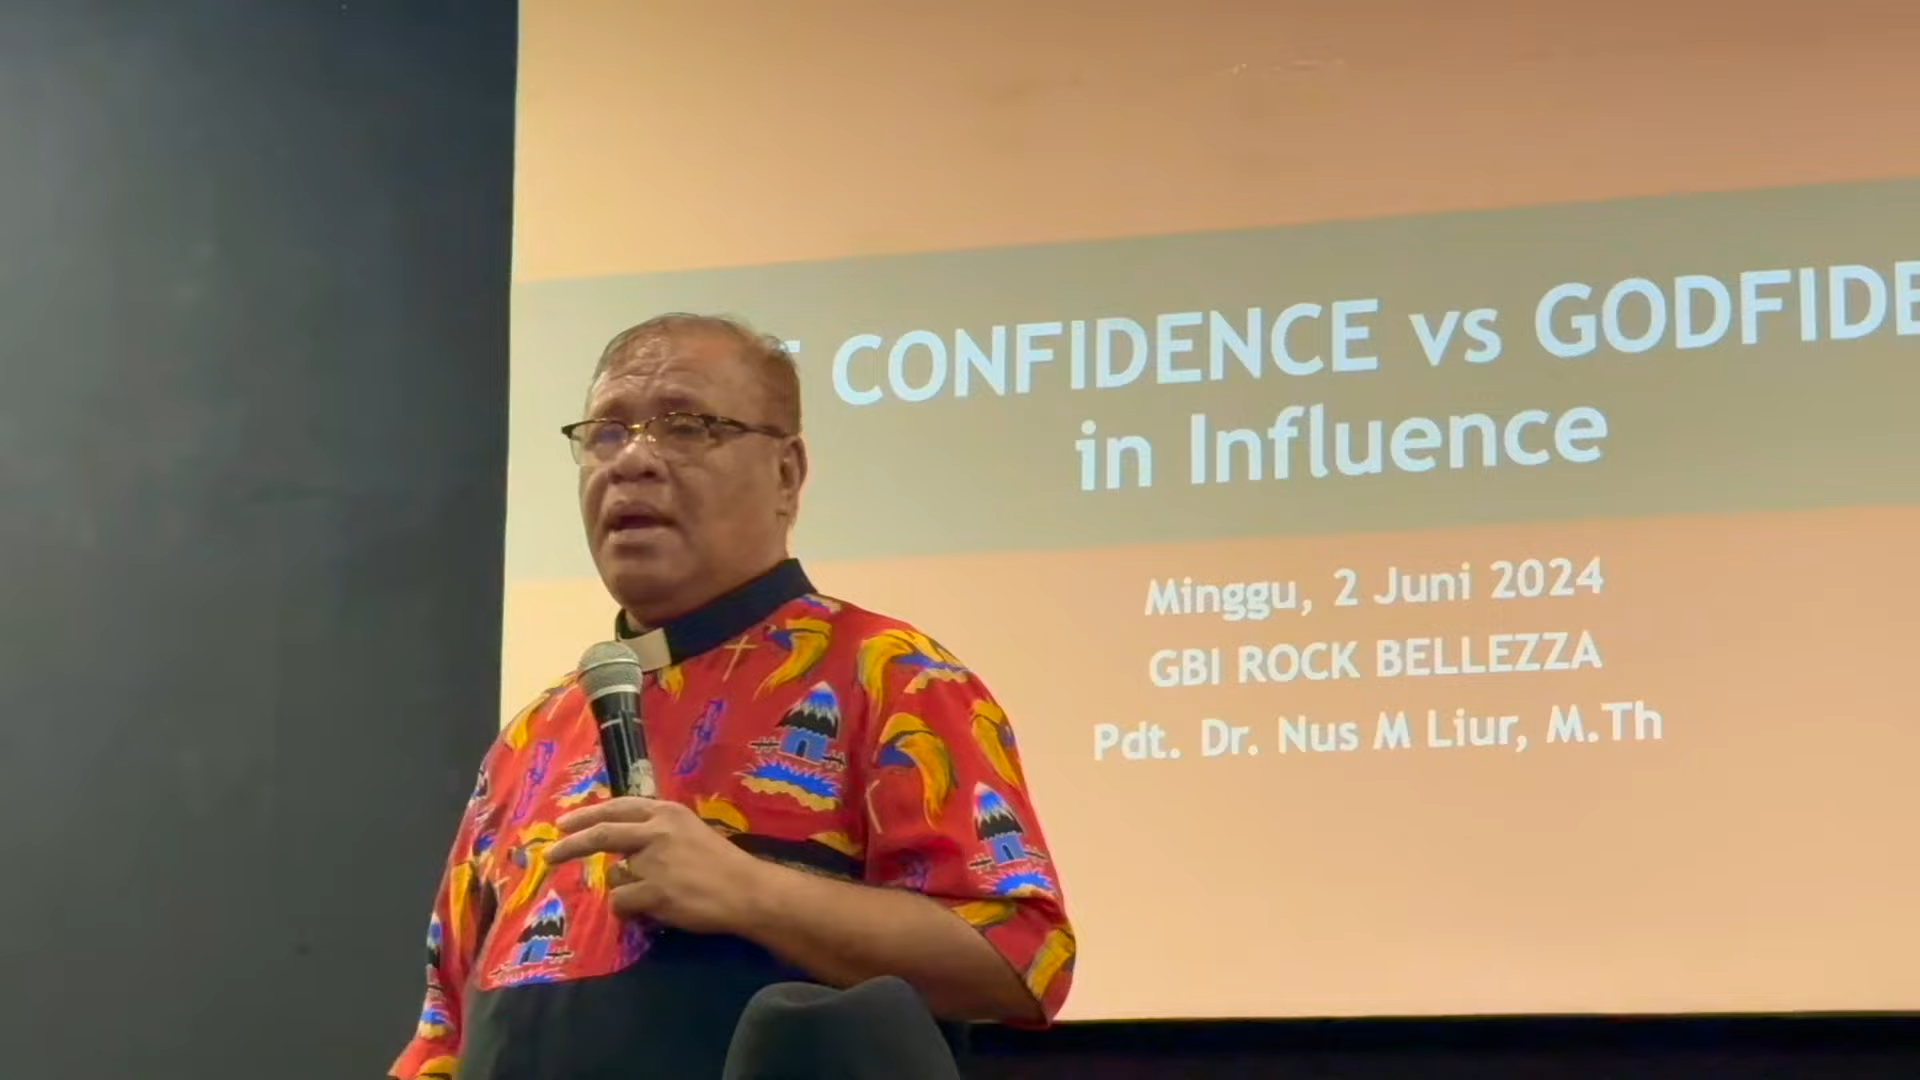 CONFIDENCE vs GODFIDE
in Influence
Minggu, 2 Juni 2024
GBI ROCK BELLEZZA
Pdt. Dr. Nus M Liur, M.Th